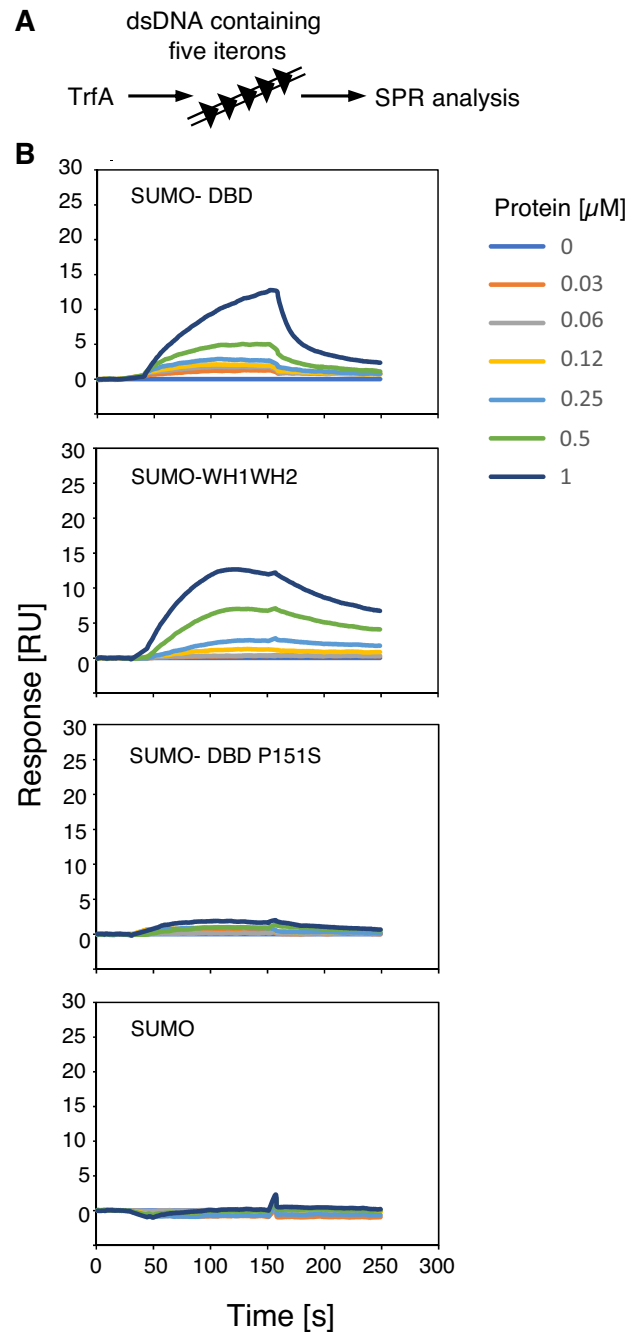 A
dsDNA containing
five iterons
TrfA
SPR analysis
B
30
25
20
15
10
5
0
SUMO- DBD
Protein [µM]
0
0.03
0.06
0.12
0.25
0.5
1
30
25
20
15
10
5
0
SUMO-WH1WH2
Response [RU]
30
25
20
15
10
5
0
SUMO- DBD P151S
30
25
20
15
10
5
0
SUMO
0 50 100 150 200 250 300
Time [s]